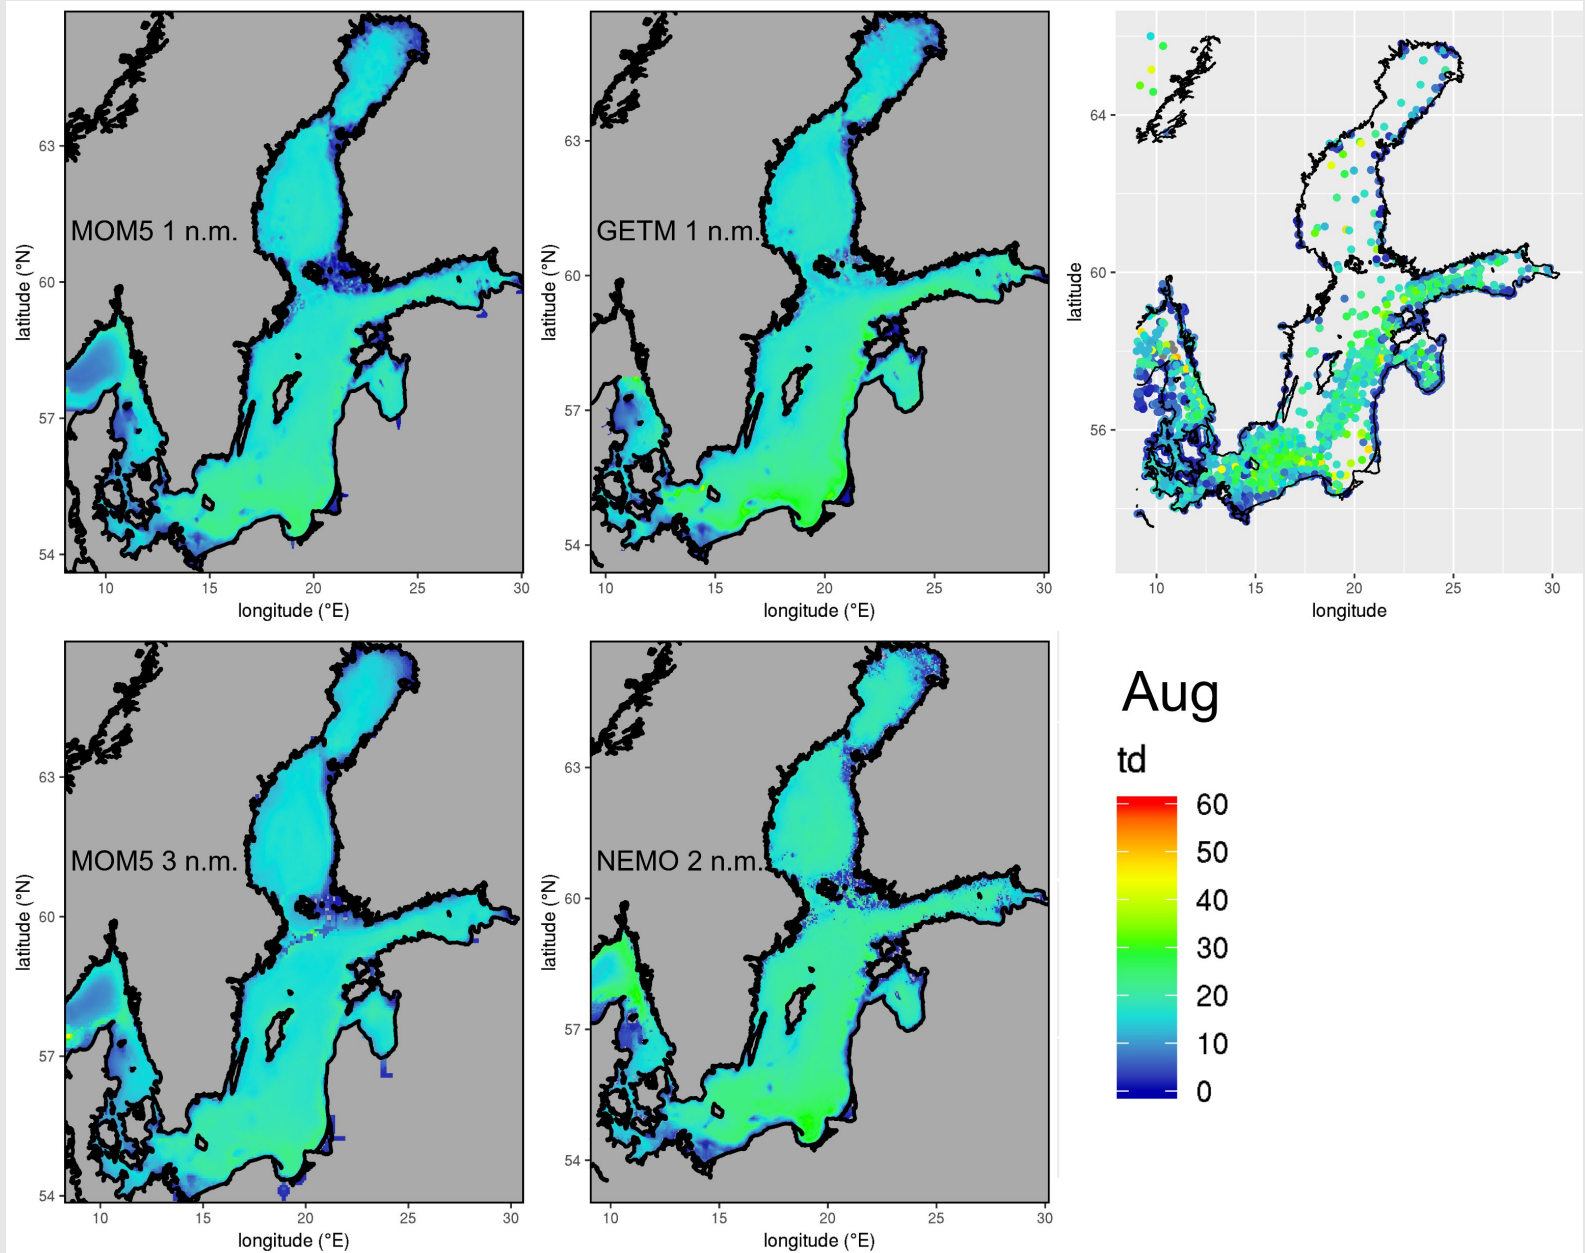 MOM5 1 n.m.
latitude (°N)
63
60
57
54
10 15 20 25 30
longitude (°E)
GETM 1 n.m.
latitude (°N)
63
60
57
54
10 15 20 25 30
longitude (°E)
latitude
64
60
56
10 15 20 25 30
longitude
MOM5 3 n.m.
latitude (°N)
63
60
57
54
10 15 20 25 30
longitude (°E)
NEMO 2 n.m.
latitude (°N)
63
60
57
54
10 15 20 25 30
longitude (°E)
Aug
td
60
50
40
30
20
10
0